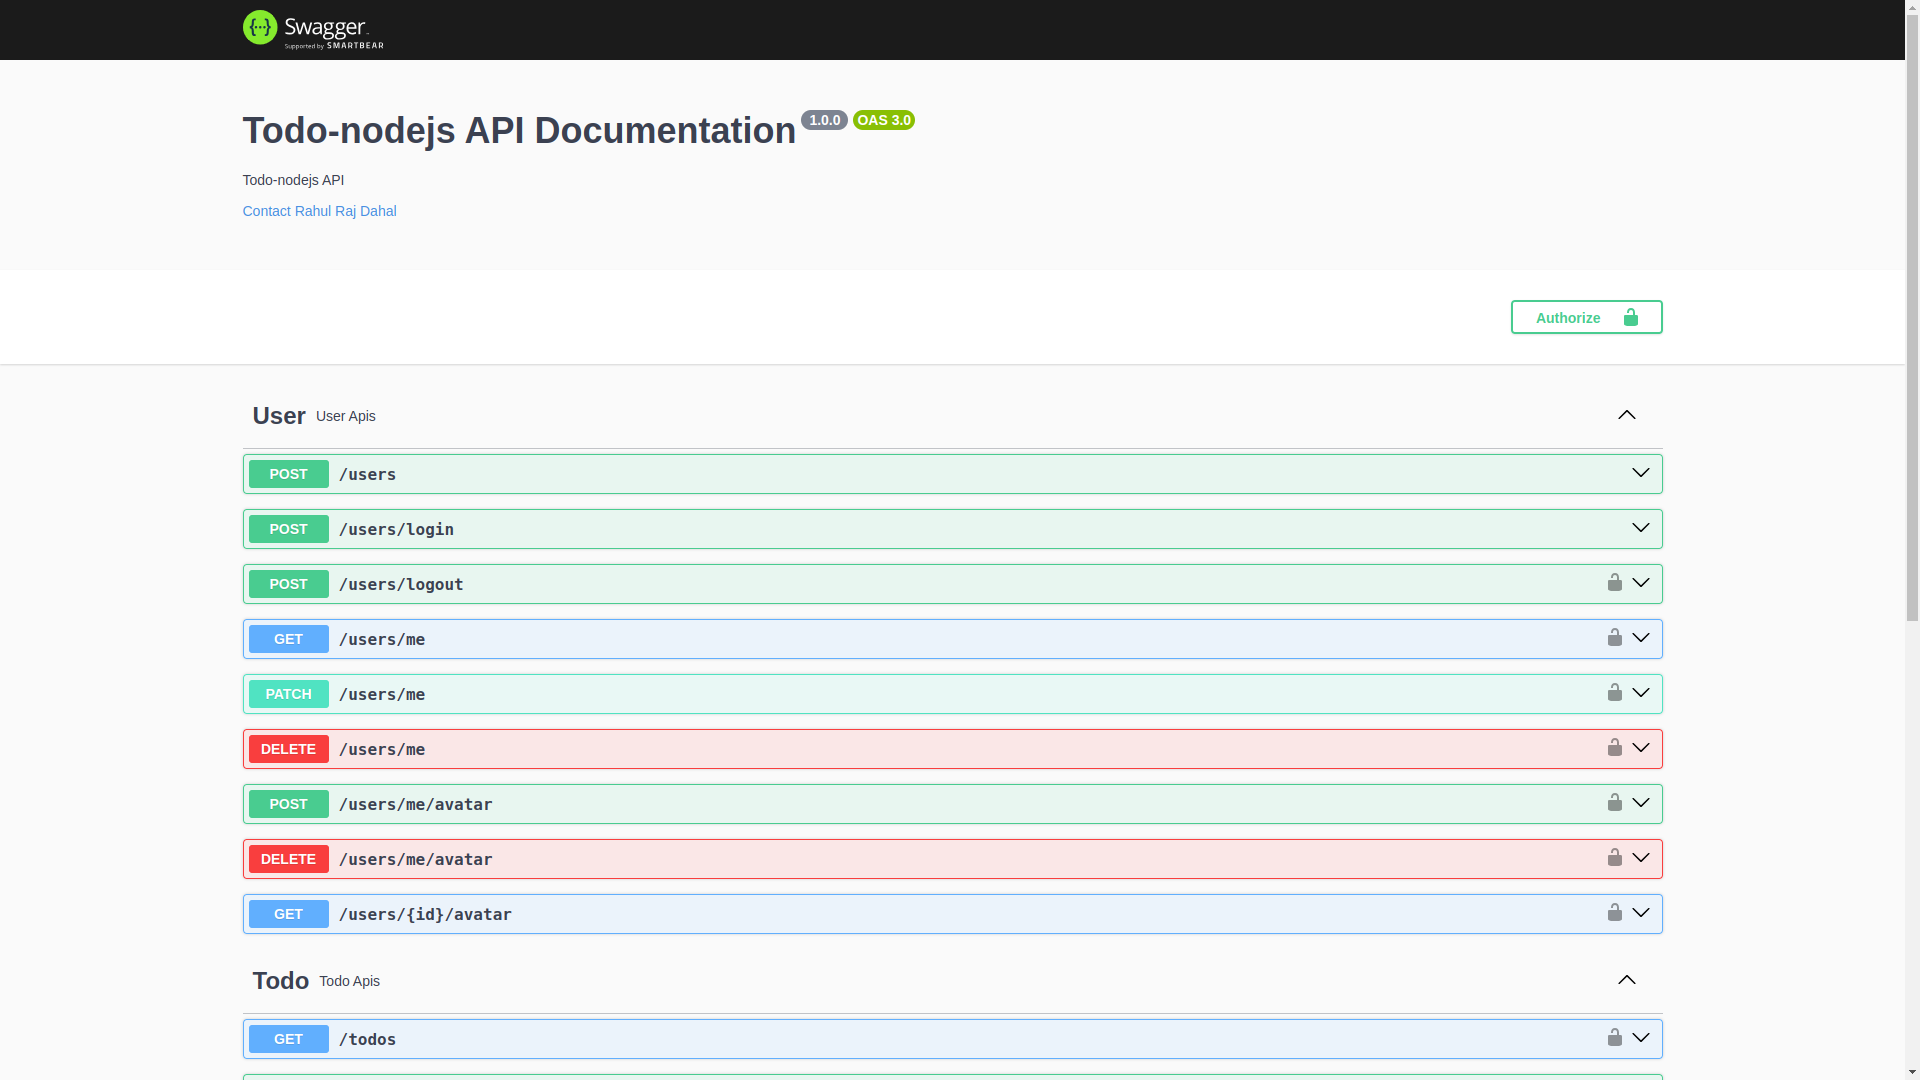 Swagger
Supported by SMARTBEAR
Todo-nodejs API Documentation 1.0.0 OAS 3.0
Todo-nodejs API
Contact Rahul Raj Dahal
Authorize
User User Apis
POST /users
POST /users/login
POST /users/logout
GET /users/me
PATCH /users/me
DELETE /users/me
POST /users/me/avatar
DELETE /users/me/avatar
GET /users/{id}/avatar
Todo Todo Apis
GET /todos